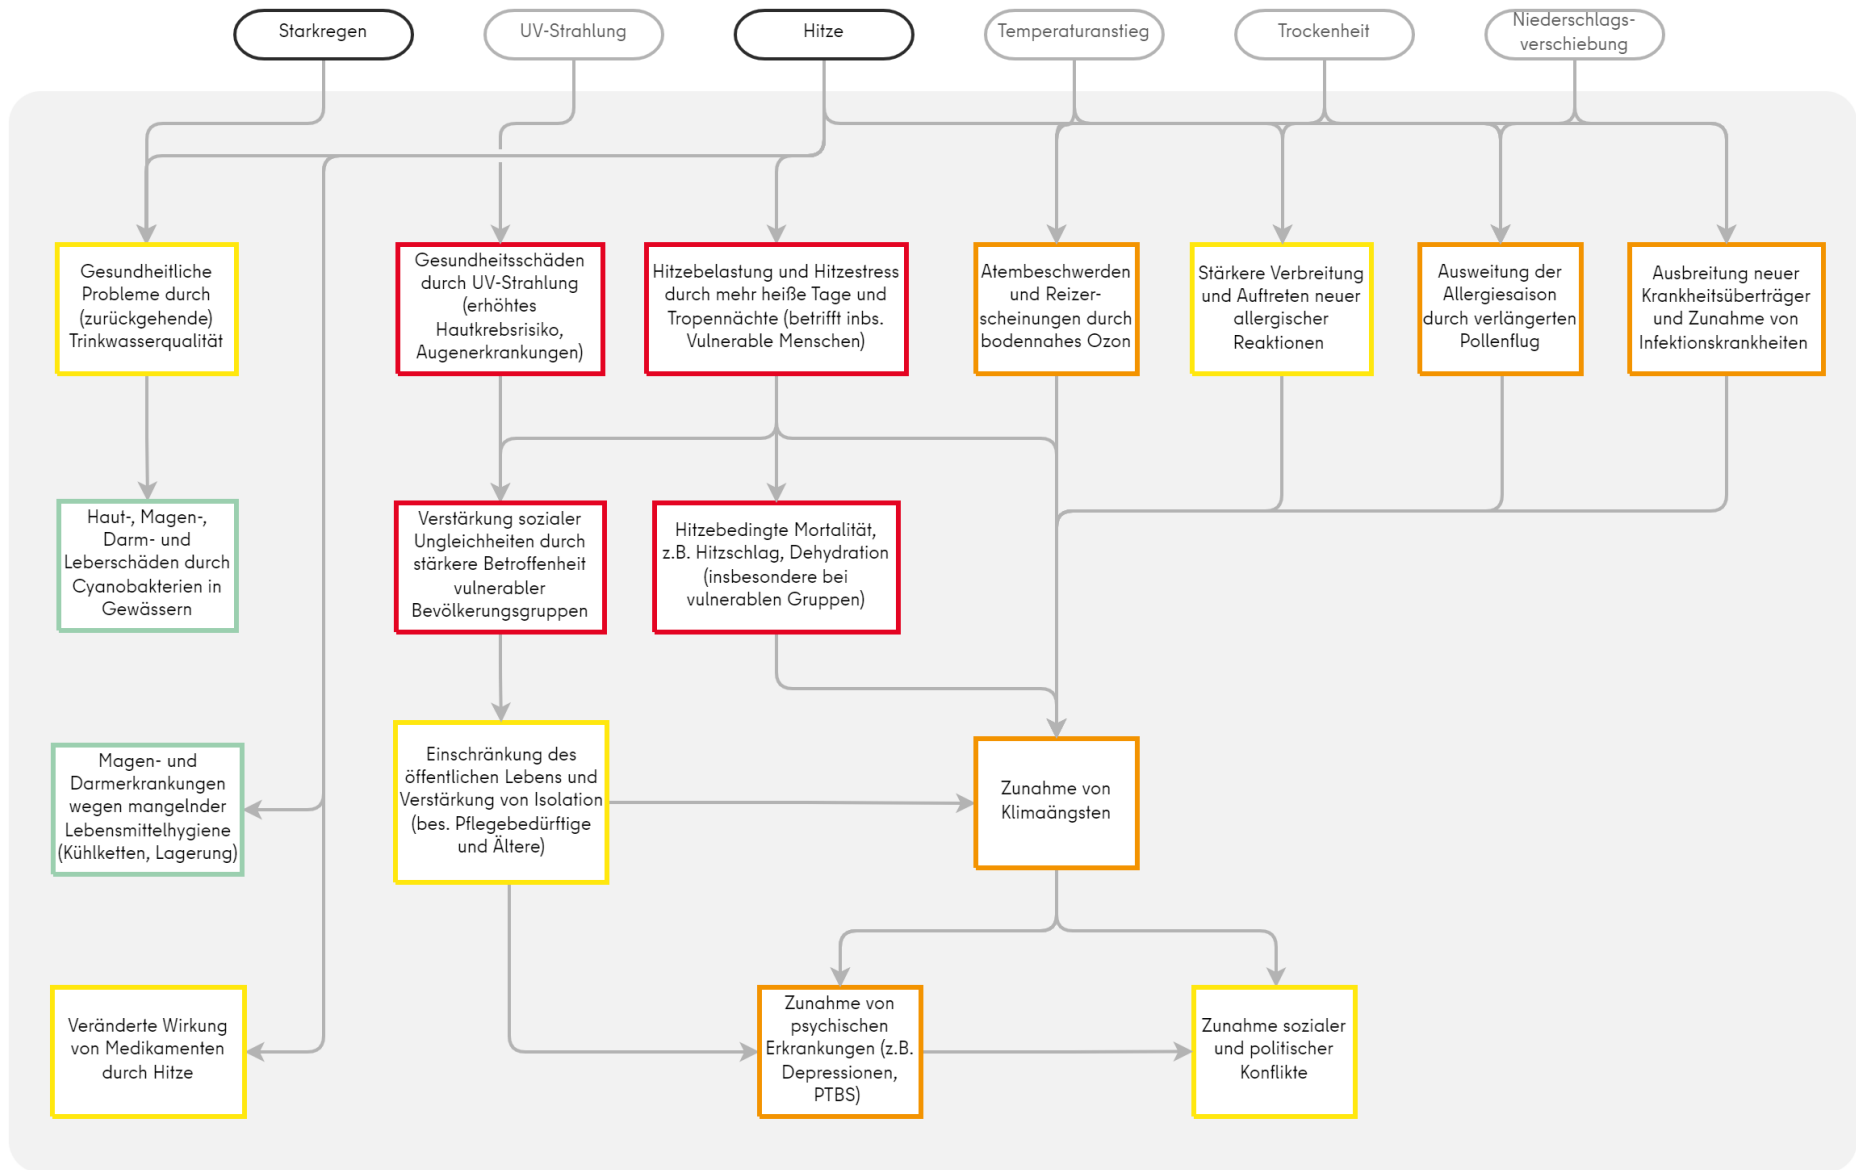 Starkregen
UV-Strahlung
Hitze
Temperaturanstieg
Trockenheit
Niederschlags-
verschiebung
Gesundheitliche
Probleme durch
(zurückgehende)
Trinkwasserqualität
Gesundheitsschäden
durch UV-Strahlung
(erhöhtes
Hautkrebsrisiko,
Augenerkrankungen)
Hitzebelastung und Hitzestress
durch mehr heiße Tage und
Tropennächte (betrifft inbs.
Vulnerable Menschen)
Atembeschwerden
und Reizer-
scheinungen durch
bodennahes Ozon
Stärkere Verbreitung
und Auftreten neuer
allergischer
Reaktionen
Ausweitung der
Allergiesaison
durch verlängerten
Pollenflug
Ausbreitung neuer
Krankheitsüberträger
und Zunahme von
Infektionskrankheiten
Haut-, Magen-,
Darm- und
Leberschäden durch
Cyanobakterien in
Gewässern
Verstärkung sozialer
Ungleichheiten durch
stärkere Betroffenheit
vulnerabler
Bevölkerungsgruppen
Hitzebedingte Mortalität,
z.B. Hitzschlag, Dehydration
(insbesondere bei
vulnerablen Gruppen)
Magen- und
Darmerkrankungen
wegen mangelnder
Lebensmittelhygiene
(Kühlketten, Lagerung)
Einschränkung des
öffentlichen Lebens und
Verstärkung von Isolation
(bes. Pflegebedürftige
und Ältere)
Zunahme von
Klimaängsten
Veränderte Wirkung
von Medikamenten
durch Hitze
Zunahme von
psychischen
Erkrankungen (z.B.
Depressionen,
PTBS)
Zunahme sozialer
und politischer
Konflikte